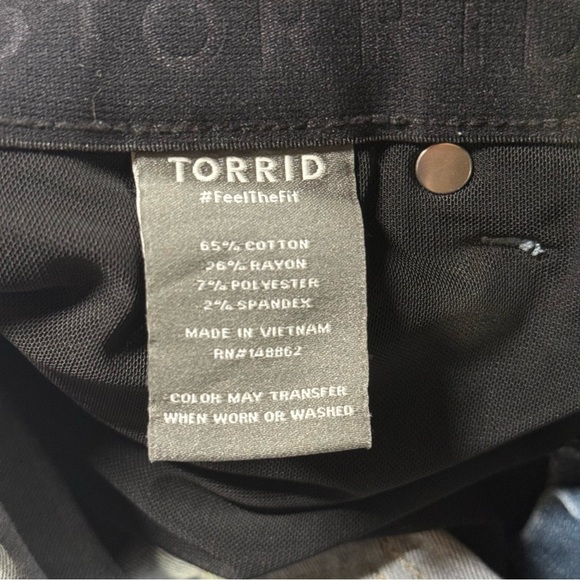 TORRID
TORRID
#FeelTheFit
65% COTTON
26% RAYON
7% POLYESTER
2% SPANDEX
MADE IN VIETNAM
RN#148862
COLOR MAY TRANSFER
WHEN WORN OR WASHED